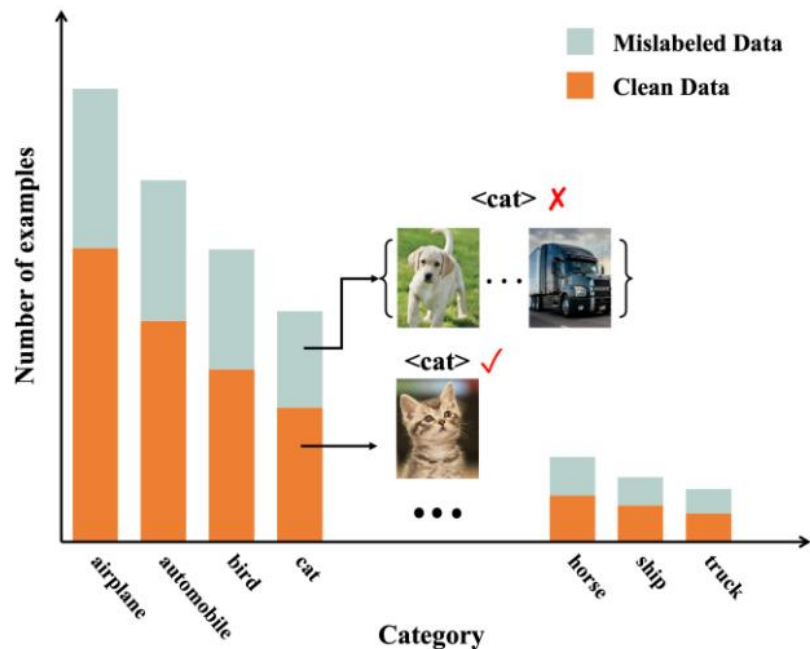 Mislabeled Data
Clean Data
Number of examples
<cat> ✗
<cat> ✓
airplane
automobile
bird
cat
horse
ship
truck
Category